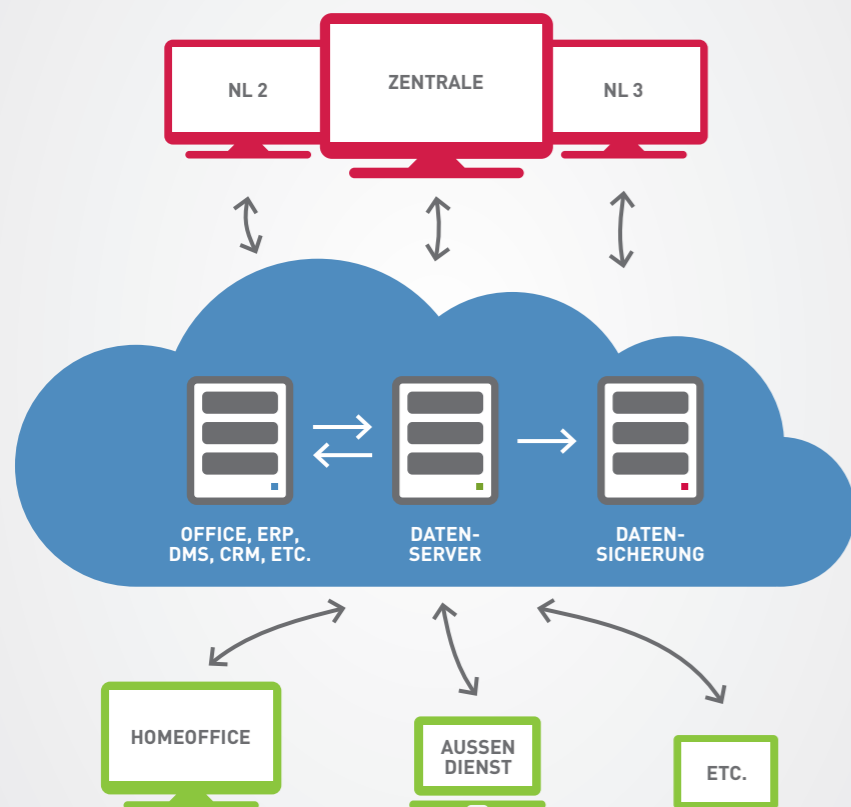 NL 2
ZENTRALE
NL 3
OFFICE, ERP,
DMS, CRM, ETC.
DATEN-
SERVER
DATEN-
SICHERUNG
HOMEOFFICE
AUSSEN
DIENST
ETC.